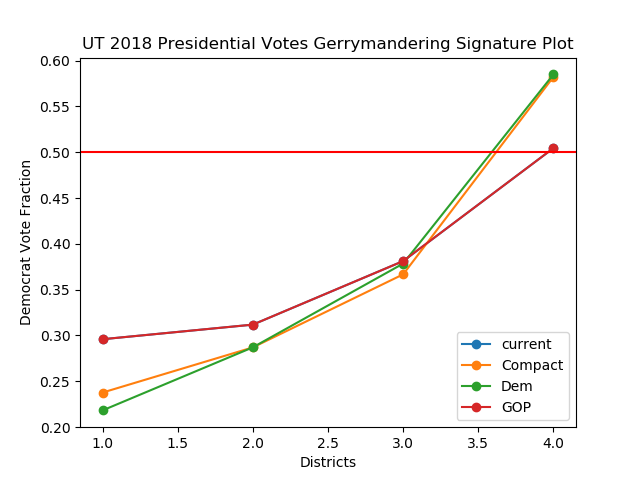 UT 2018 Presidential Votes Gerrymandering Signature Plot
0.60
0.55
0.50
0.45
0.40
0.35
0.30
0.25
0.20
Democrat Vote Fraction
current
Compact
Dem
GOP
1.0 1.5 2.0 2.5 3.0 3.5 4.0
Districts